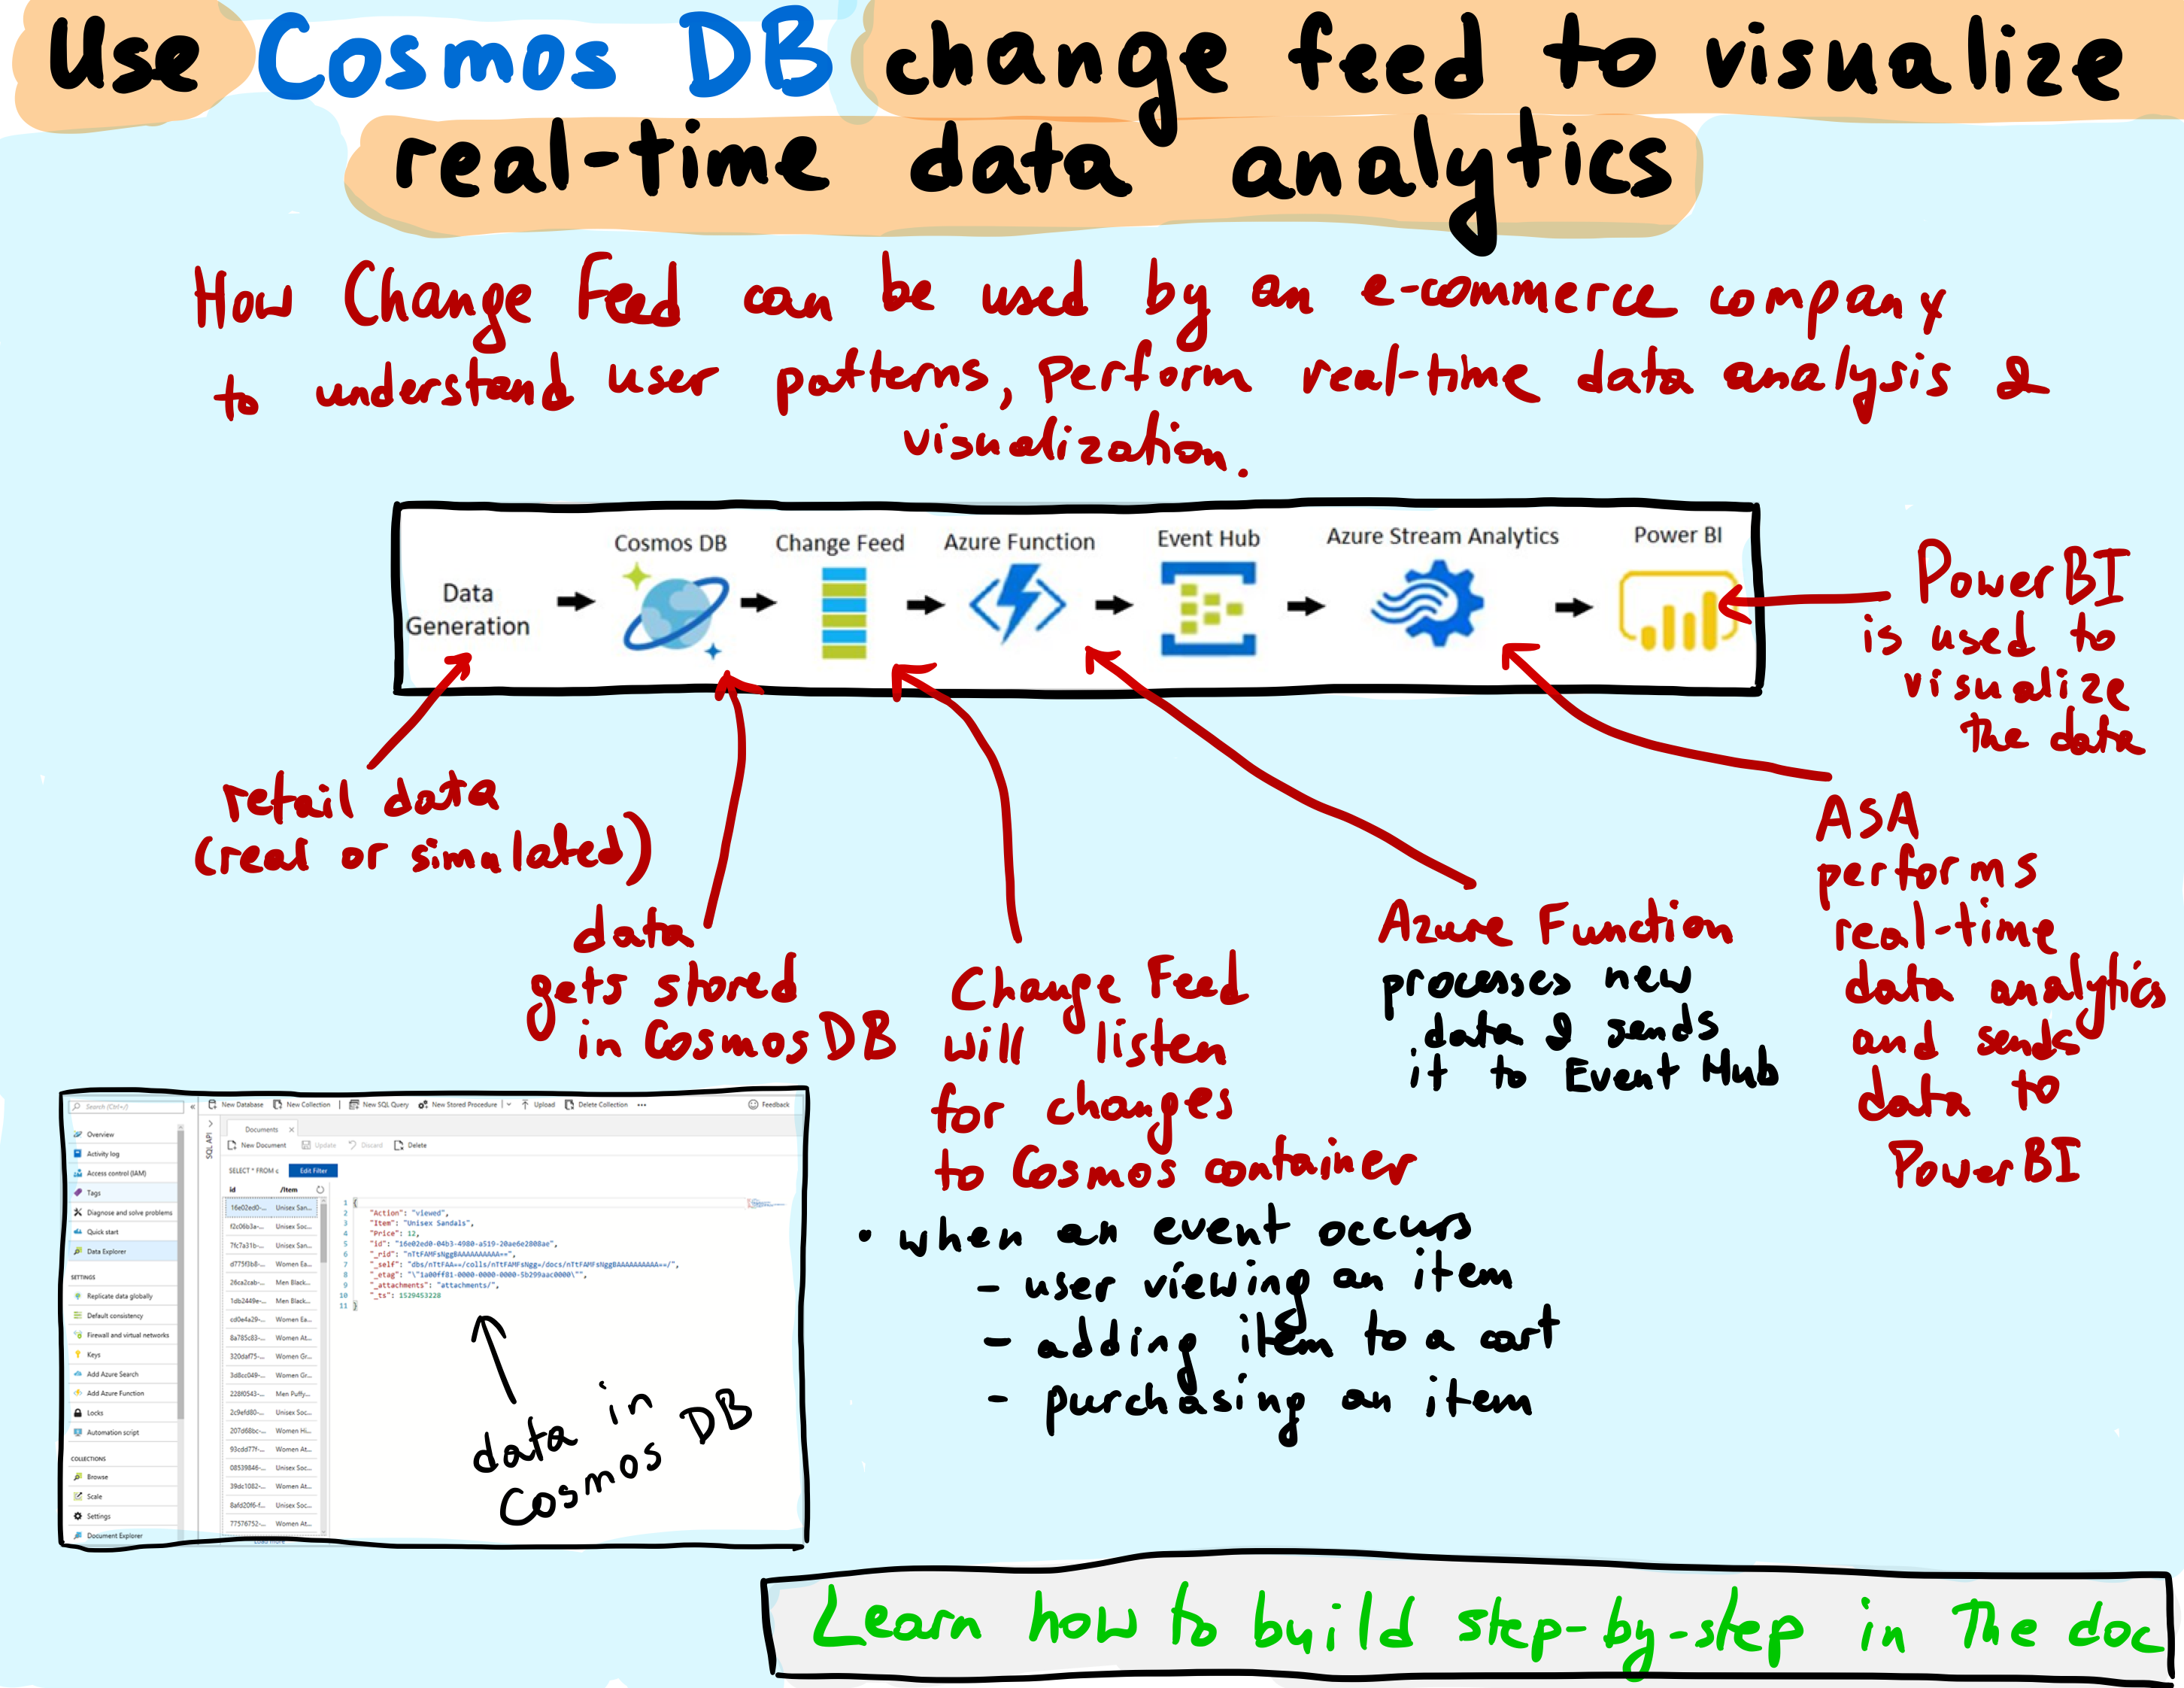 Use Cosmos DB change feed to visualize
real-time data analytics
How Change Feed can be used by an e-commerce company
to understand user patterns, perform real-time data analysis &
visualization.
Data
Generation
Cosmos DB
Change Feed
Azure Function
Event Hub
Azure Stream Analytics
Power BI
PowerBI
is used to
visualize
the data
retail data
(real or simulated)
data
gets stored
in CosmosDB
Change Feed
will listen
for changes
to Cosmos container
• when an event occurs
- user viewing an item
- adding item to a cart
- purchasing an item
Azure Function
processes new
data & sends
it to Event Hub
ASA
performs
real-time
data analytics
and sends
data to
PowerBI
Search (Ctrl+/)
Overview
Activity log
Access control (IAM)
Tags
Diagnose and solve problems
Quick start
Data Explorer
SETTINGS
Replicate data globally
Default consistency
Firewall and virtual networks
Keys
Add Azure Search
Add Azure Function
Locks
Automation script
COLLECTIONS
Browse
Scale
Settings
Document Explorer
New Database New Collection New SQL Query New Stored Procedure Upload Delete Collection ••• Feedback
SQL API
Documents
New Document Update Discard Delete
SELECT * FROM c Edit Filter
id /Item
16e02ed0-... Unisex San...
f2c06b3a-... Unisex Soc...
7fc7a31b-... Unisex San...
d775f3b8-... Women Ea...
26ca2cab-... Men Black...
1db2449e-... Men Black...
cd0e4a29-... Women Ea...
8a785c83-... Women At...
320daf75-... Women Gr...
3d8cc049-... Women Gr...
228f0543-... Men Puffy...
2c9efd80-... Unisex Soc...
207d68bc-... Women Hi...
93cdd77f-... Women At...
08539846-... Unisex Soc...
39dc1082-... Women At...
8afd20f6-f... Unisex Soc...
77576752-... Women At...
Load more
1 {
2 "Action": "viewed",
3 "Item": "Unisex Sandals",
4 "Price": 12,
5 "id": "16e02ed0-04b3-4980-a519-20ae6e2808ae",
6 "_rid": "nTtFAMFsNggBAAAAAAAAAA==",
7 "_self": "dbs/nTtFAA==/colls/nTtFAMFsNgg=/docs/nTtFAMFsNggBAAAAAAAAAA==/",
8 "_etag": "\"1a00ff81-0000-0000-0000-5b299aac0000\"",
9 "_attachments": "attachments/",
10 "_ts": 1529453228
11 }
data in
Cosmos DB
Learn how to build step-by-step in the doc